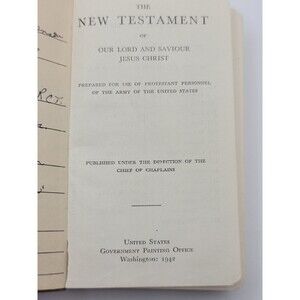 THE
NEW TESTAMENT
OF
OUR LORD AND SAVIOUR
JESUS CHRIST
PREPARED FOR USE OF PROTESTANT PERSONNEL
OF THE ARMY OF THE UNITED STATES
PUBLISHED UNDER THE DIRECTION OF THE
CHIEF OF CHAPLAINS
UNITED STATES
GOVERNMENT PRINTING OFFICE
WASHINGTON: 1942